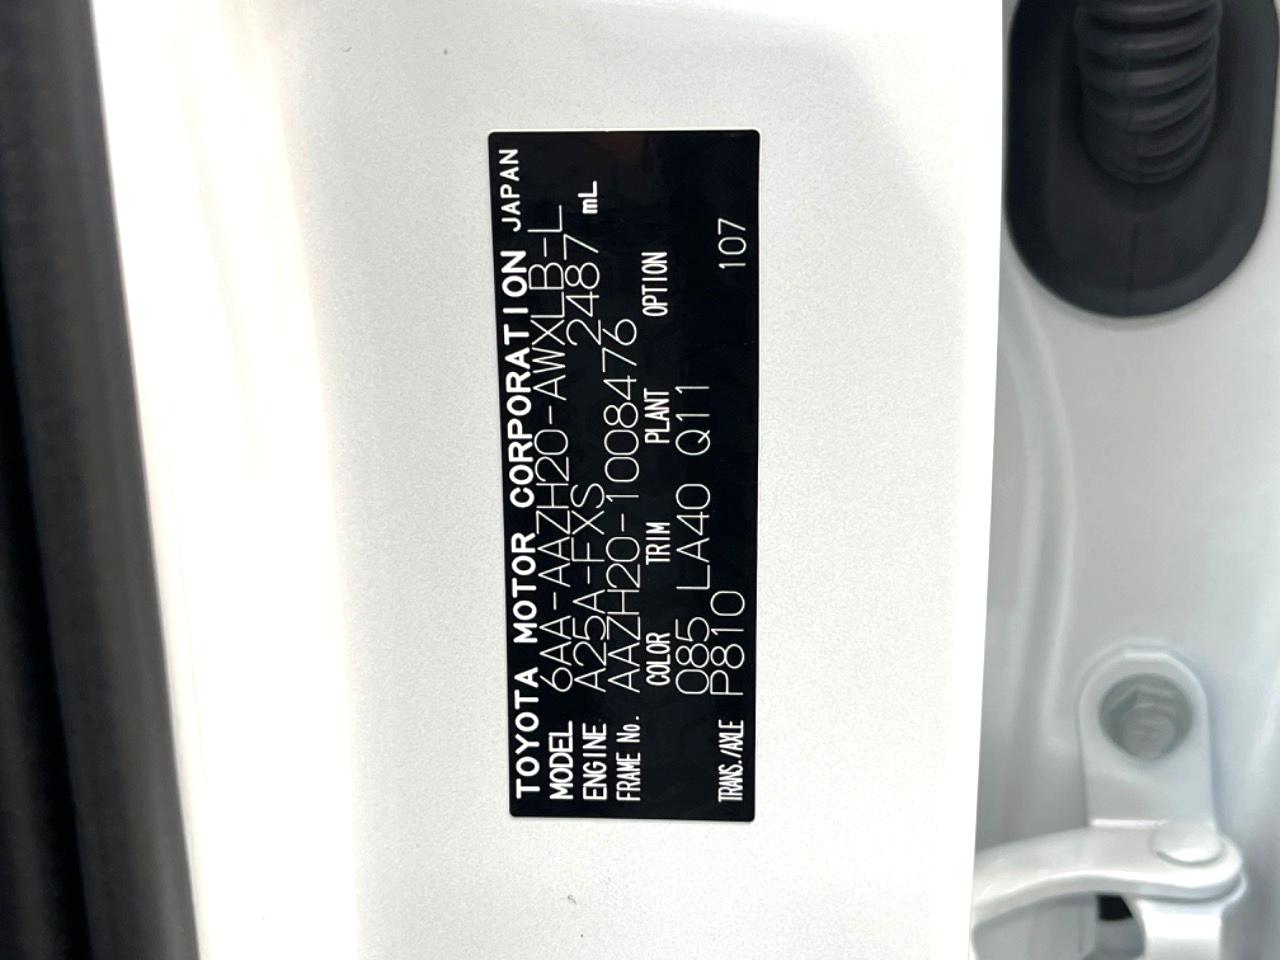 TOYOTA MOTOR CORPORATION JAPAN
MODEL 6AA-AAZH20-AWXLB-L
ENGINE A25A-FXS 2487 mL
FRAME No. AAZH20-1008476
COLOR TRIM PLANT OPTION
085 LA40 Q11
TRANS./AXLE P810 107